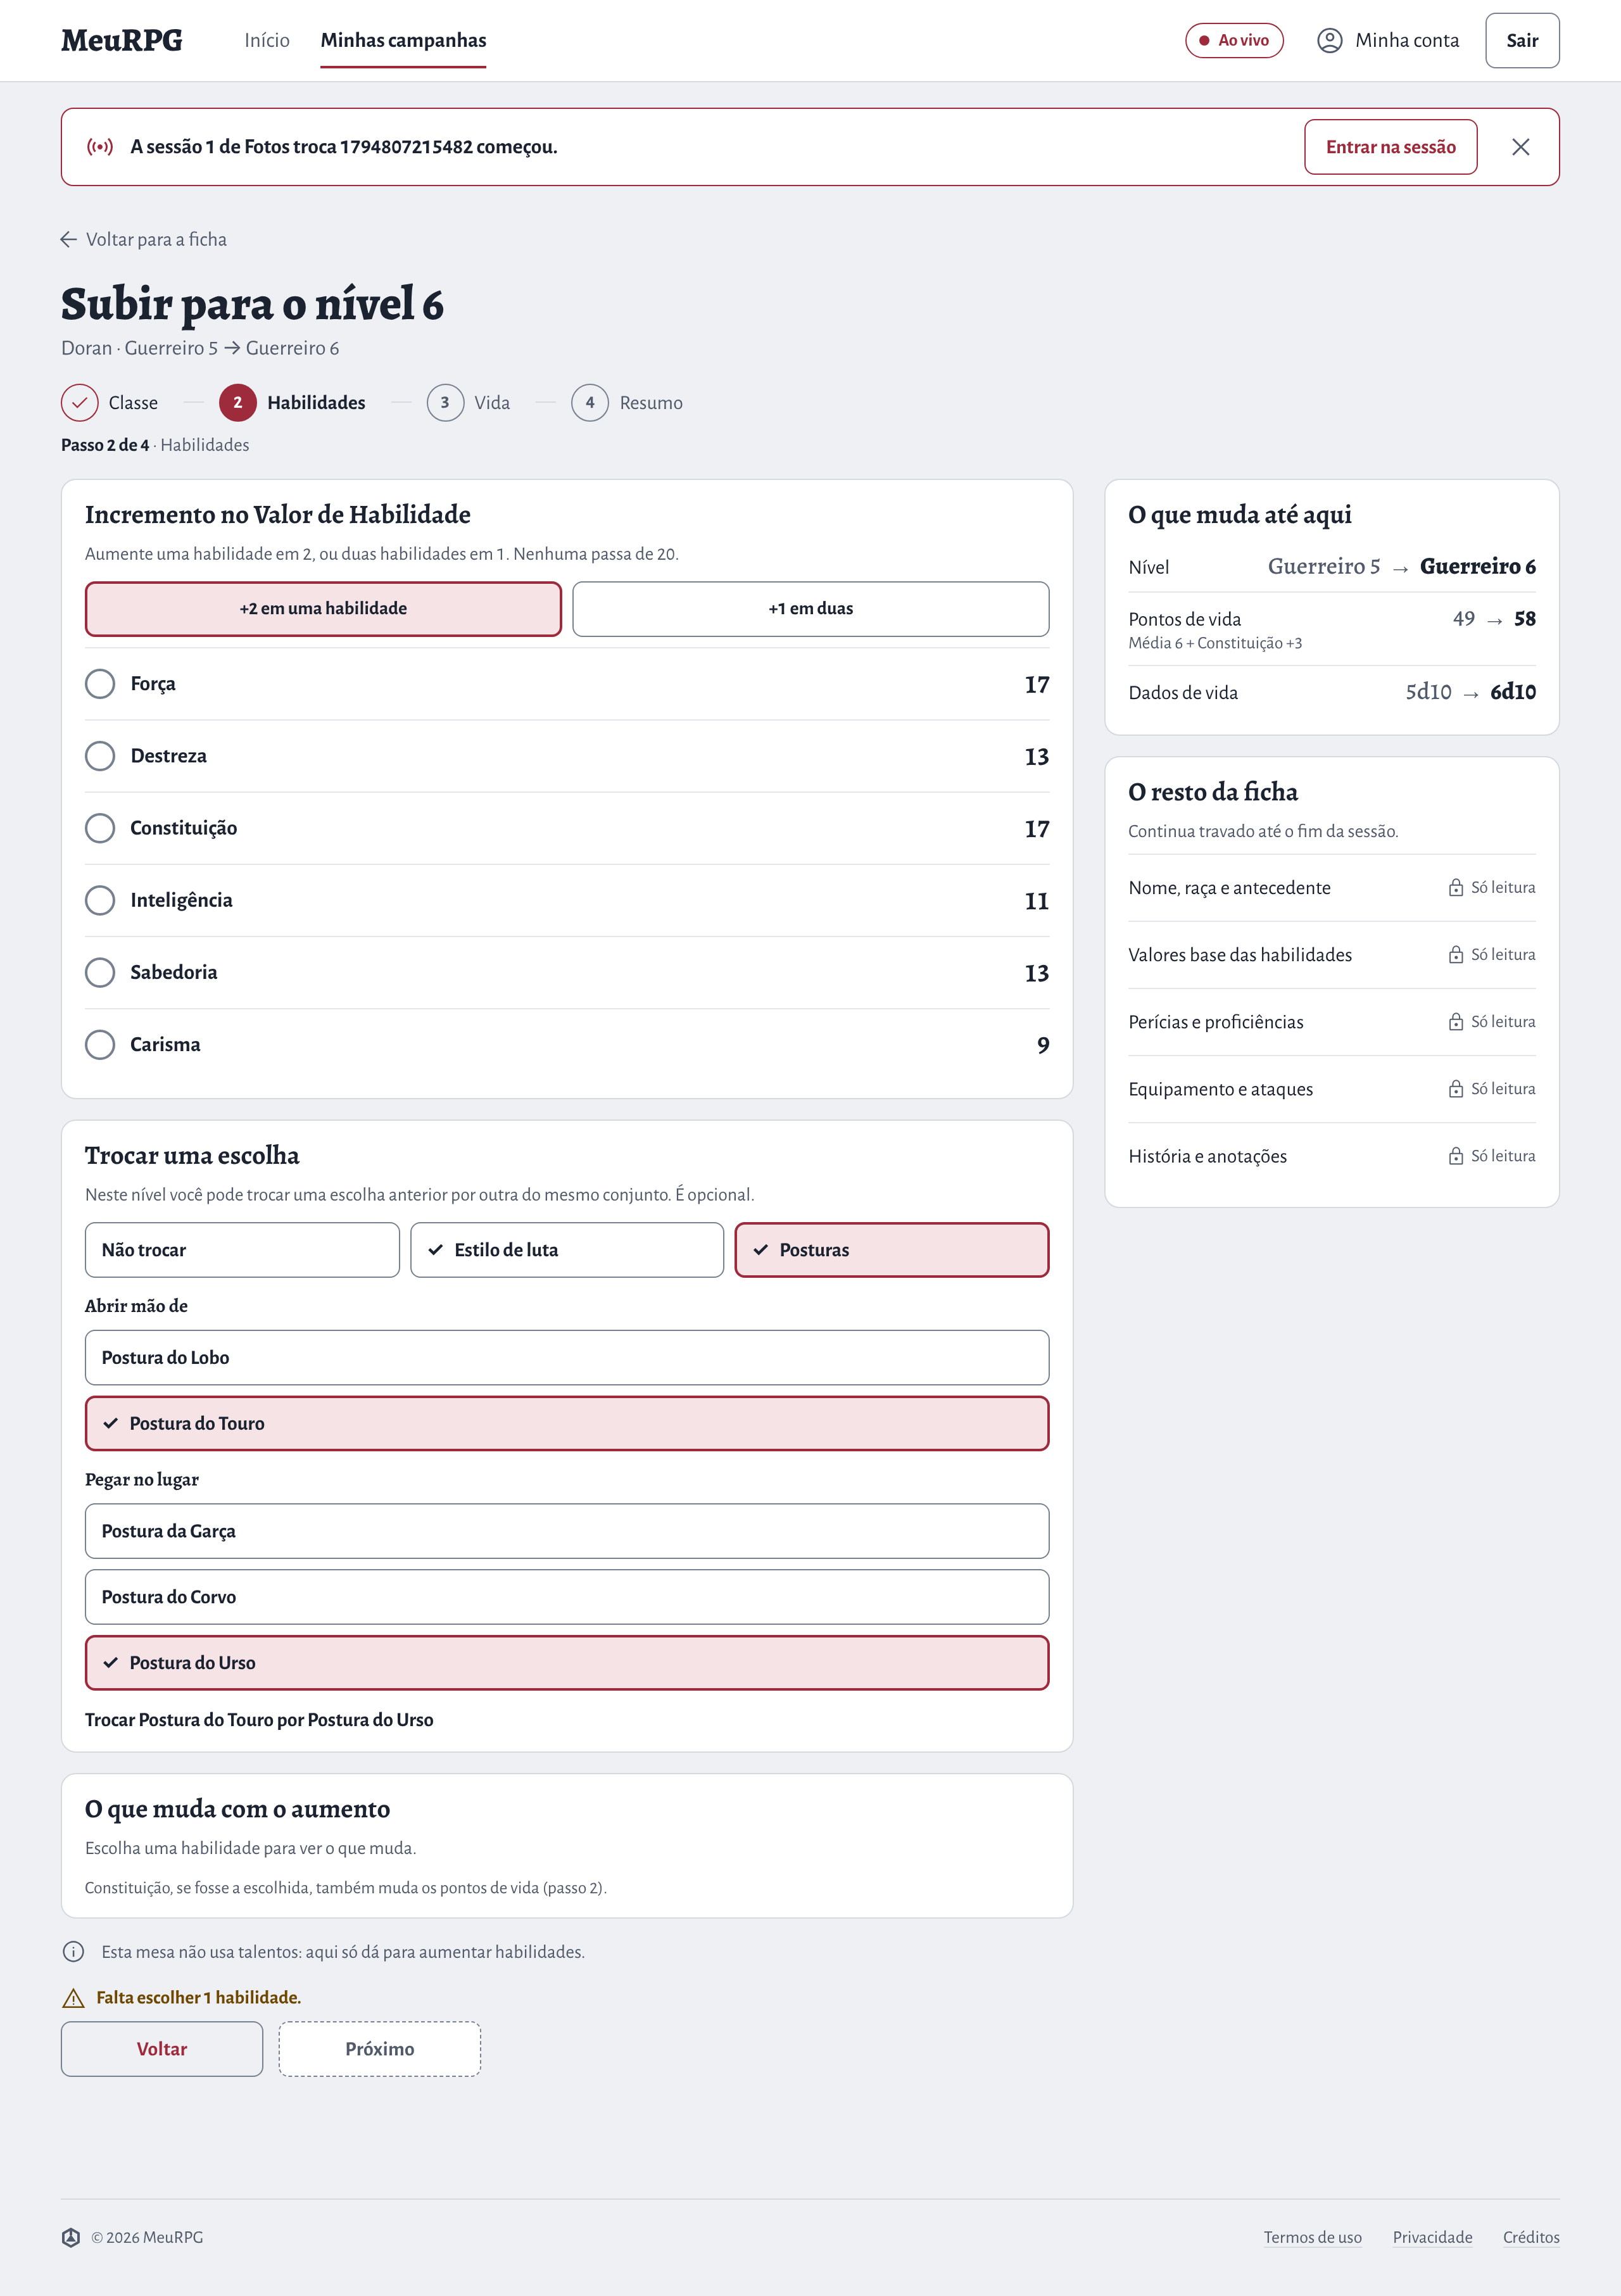 MeuRPG
Início
Minhas campanhas
Ao vivo
Minha conta
Sair
A sessão 1 de Fotos troca 1794807215482 começou.
Entrar na sessão
Voltar para a ficha
Subir para o nível 6
Doran · Guerreiro 5 → Guerreiro 6
Classe
2 Habilidades
3 Vida
4 Resumo
Passo 2 de 4 · Habilidades
Incremento no Valor de Habilidade
Aumente uma habilidade em 2, ou duas habilidades em 1. Nenhuma passa de 20.
+2 em uma habilidade
+1 em duas
Força 17
Destreza 13
Constituição 17
Inteligência 11
Sabedoria 13
Carisma 9
Trocar uma escolha
Neste nível você pode trocar uma escolha anterior por outra do mesmo conjunto. É opcional.
Não trocar
✓ Estilo de luta
✓ Posturas
Abrir mão de
Postura do Lobo
✓ Postura do Touro
Pegar no lugar
Postura da Garça
Postura do Corvo
✓ Postura do Urso
Trocar Postura do Touro por Postura do Urso
O que muda com o aumento
Escolha uma habilidade para ver o que muda.
Constituição, se fosse a escolhida, também muda os pontos de vida (passo 2).
Esta mesa não usa talentos: aqui só dá para aumentar habilidades.
Falta escolher 1 habilidade.
Voltar
Próximo
O que muda até aqui
Nível Guerreiro 5 → Guerreiro 6
Pontos de vida 49 → 58
Média 6 + Constituição +3
Dados de vida 5d10 → 6d10
O resto da ficha
Continua travado até o fim da sessão.
Nome, raça e antecedente Só leitura
Valores base das habilidades Só leitura
Perícias e proficiências Só leitura
Equipamento e ataques Só leitura
História e anotações Só leitura
© 2026 MeuRPG
Termos de uso
Privacidade
Créditos